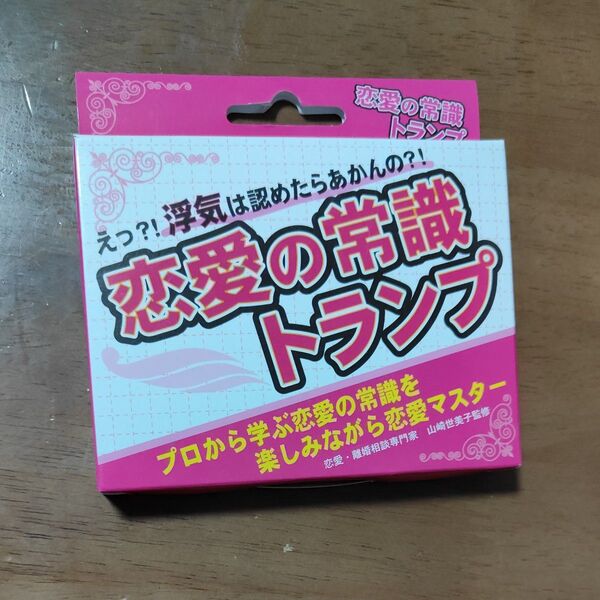 恋愛の常識
トランプ
えっ?!浮気は認めたらあかんの?!
恋愛の常識
トランプ
プロから学ぶ恋愛の常識を
楽しみながら恋愛マスター
恋愛・離婚相談専門家 山崎世美子監修